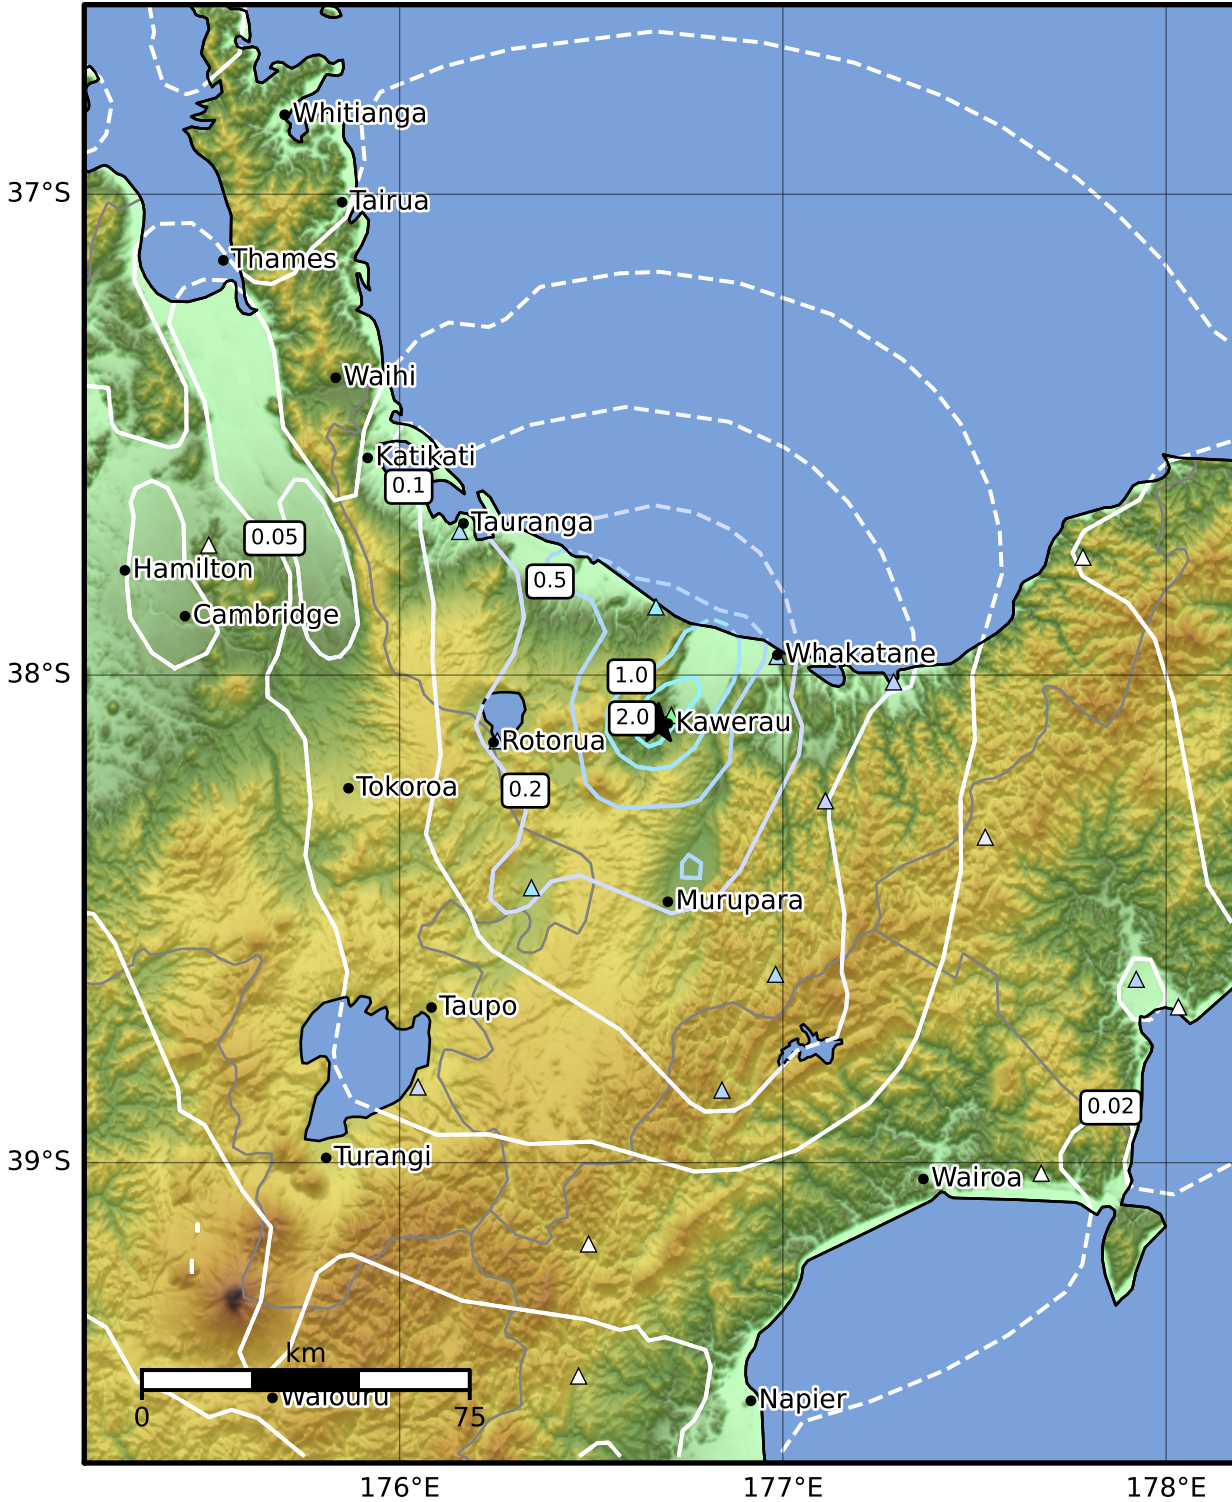 Whitianga
37°S
Tairua
Thames
Waihi
Katikati
0.1
Tauranga
0.05
Hamilton
0.5
Cambridge
Whakatane
38°S
1.0
2.0
Kawerau
Rotorua
Tokoroa
0.2
Murupara
Taupo
0.02
39°S
Turangi
Wairoa
km
Waiouru
Napier
0
75
176°E
177°E
178°E